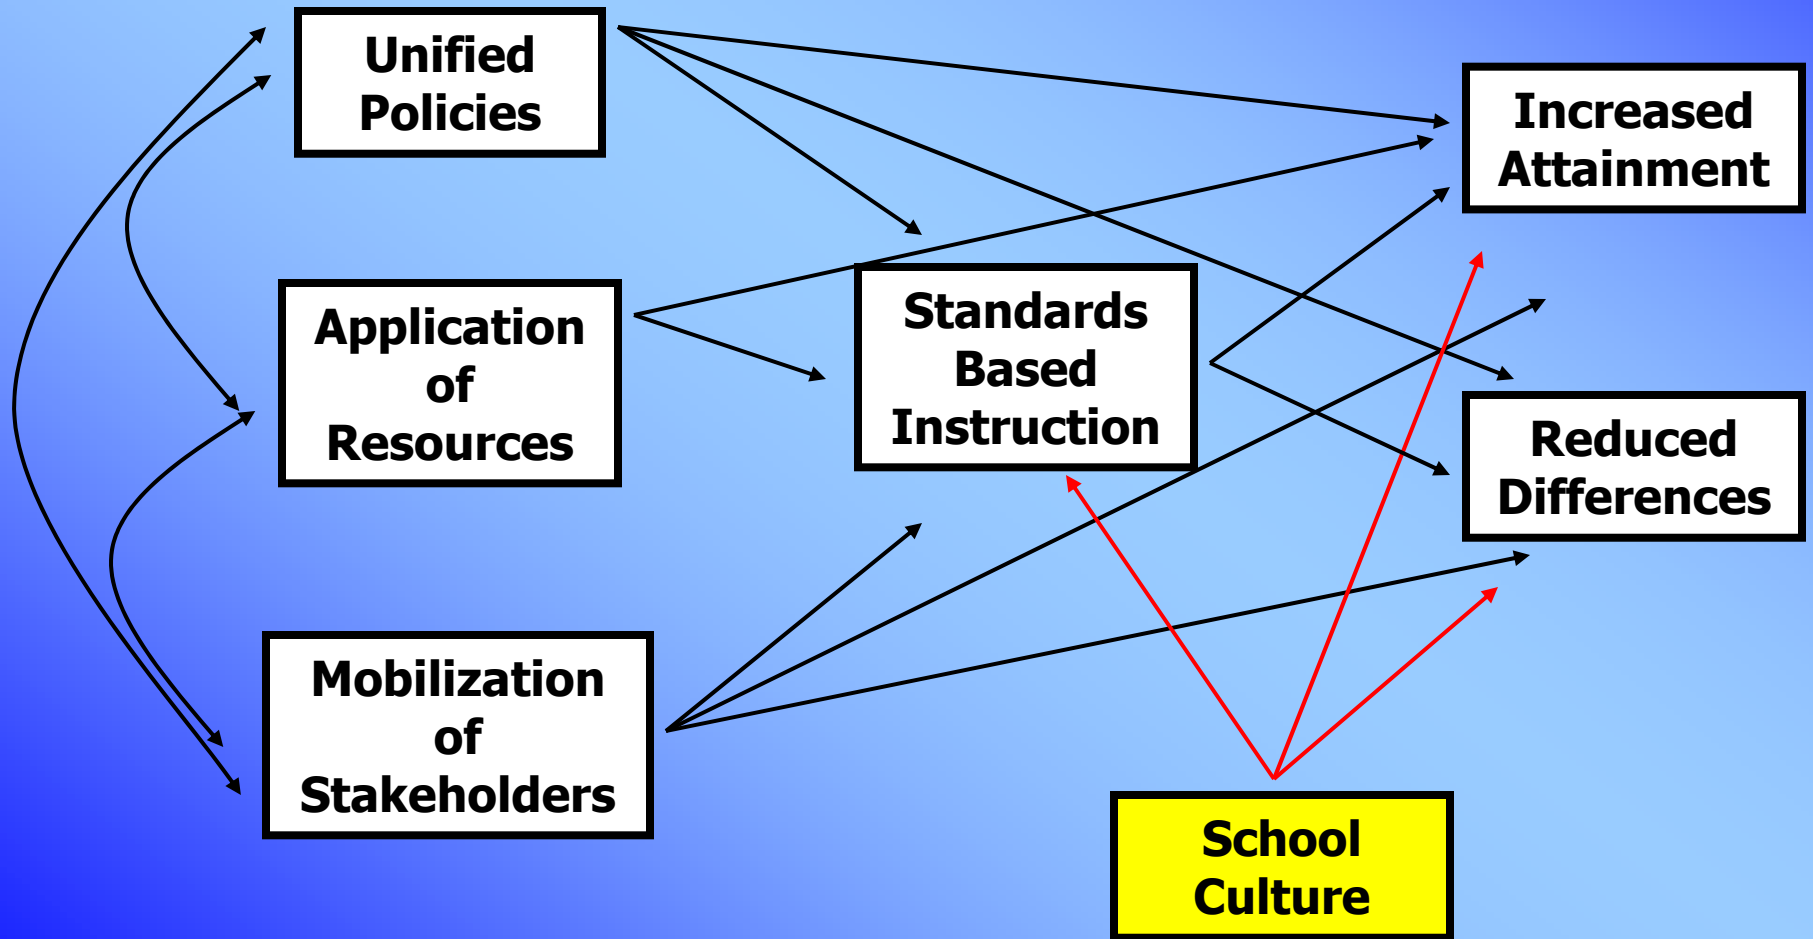 Unified
Policies
Increased
Attainment
Application
of
Resources
Standards
Based
Instruction
Reduced
Differences
Mobilization
of
Stakeholders
School
Culture